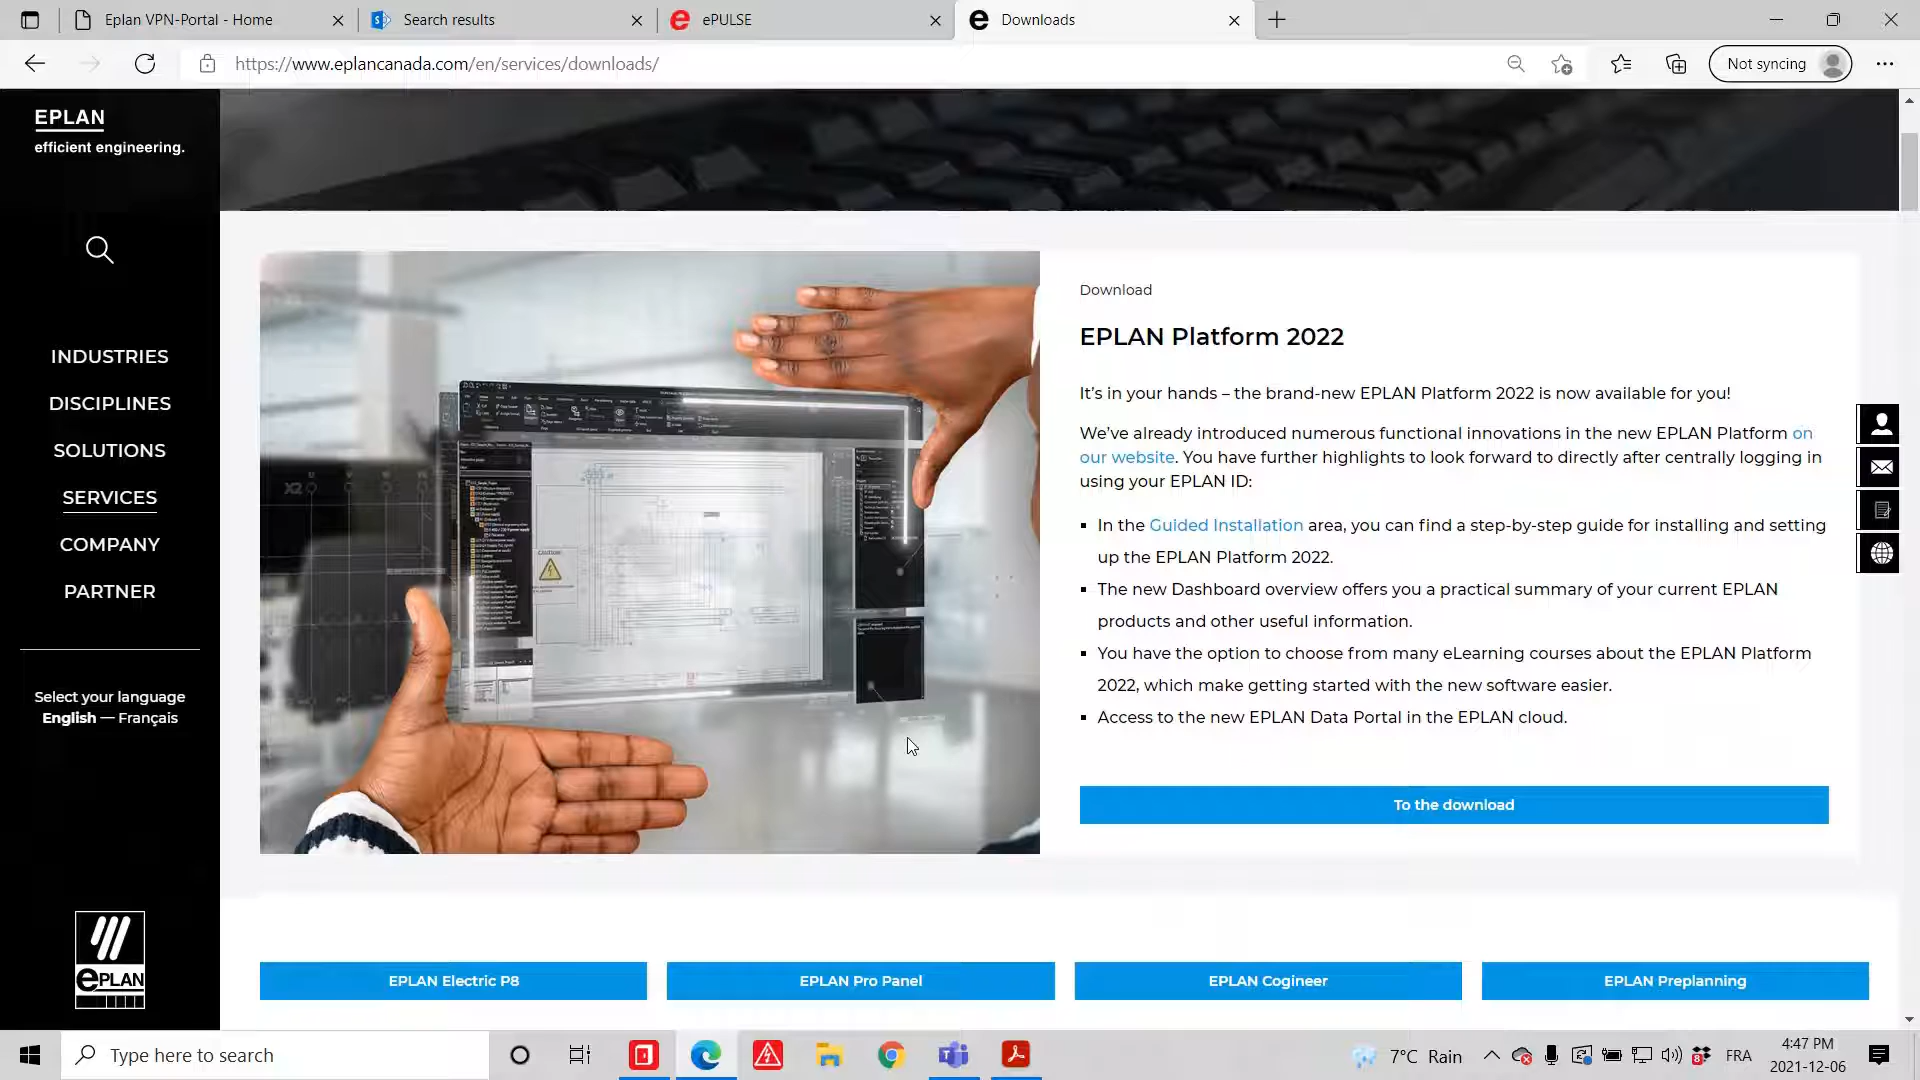 Eplan VPN-Portal - Home
Search results
ePULSE
Downloads
https://www.eplancanada.com/en/services/downloads/
Not syncing
EPLAN
efficient engineering.
INDUSTRIES
DISCIPLINES
SOLUTIONS
SERVICES
COMPANY
PARTNER
Select your language
English — Français
ePLAN
X2
CAUTION
Download
EPLAN Platform 2022
It's in your hands – the brand-new EPLAN Platform 2022 is now available for you!
We've already introduced numerous functional innovations in the new EPLAN Platform on
our website. You have further highlights to look forward to directly after centrally logging in
using your EPLAN ID:
In the Guided Installation area, you can find a step-by-step guide for installing and setting
up the EPLAN Platform 2022.
The new Dashboard overview offers you a practical summary of your current EPLAN
products and other useful information.
You have the option to choose from many eLearning courses about the EPLAN Platform
2022, which make getting started with the new software easier.
Access to the new EPLAN Data Portal in the EPLAN cloud.
To the download
EPLAN Electric P8
EPLAN Pro Panel
EPLAN Cogineer
EPLAN Preplanning
Type here to search
7°C Rain
FRA
4:47 PM
2021-12-06